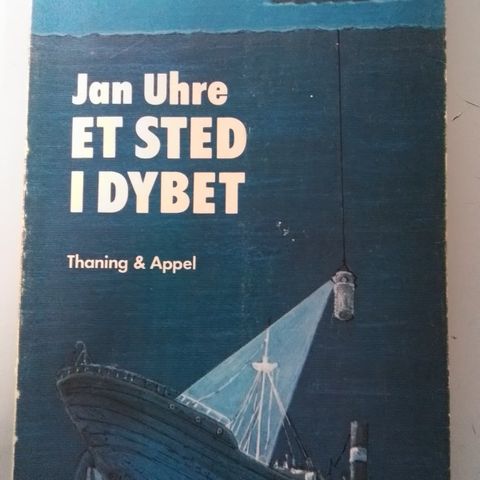 Jan Uhre
ET STED
I DYBET
Thaning & Appel